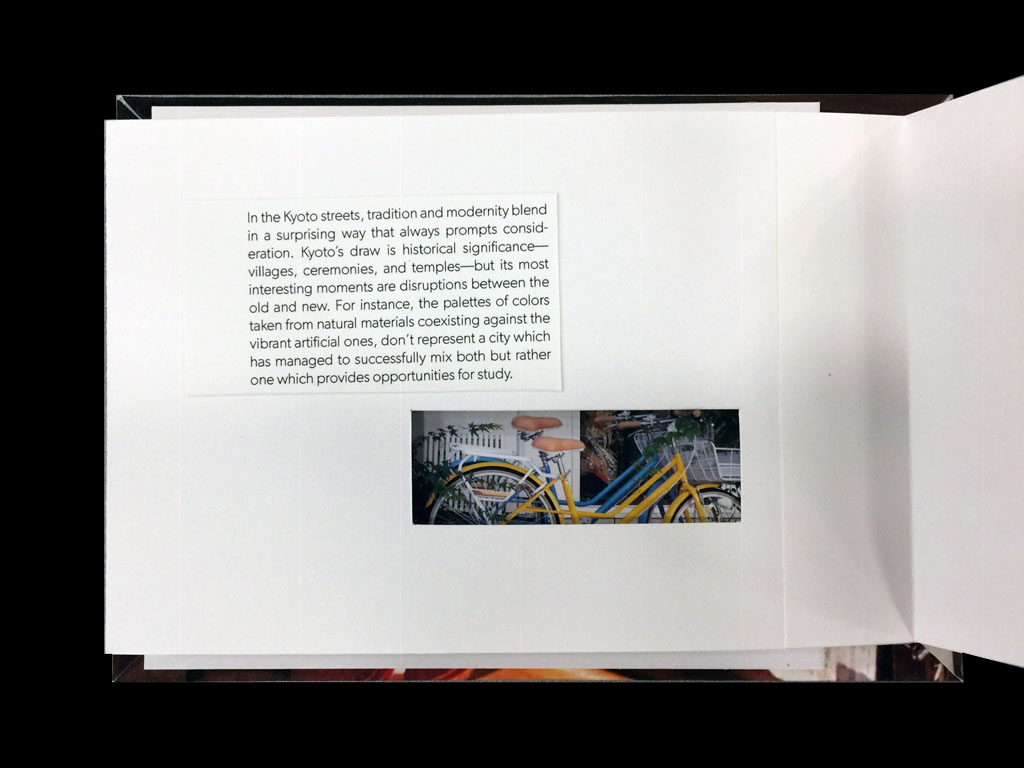 In the Kyoto streets, tradition and modernity blend
in a surprising way that always prompts consid-
eration. Kyoto’s draw is historical significance—
villages, ceremonies, and temples—but its most
interesting moments are disruptions between the
old and new. For instance, the palettes of colors
taken from natural materials coexisting against the
vibrant artificial ones, don’t represent a city which
has managed to successfully mix both but rather
one which provides opportunities for study.